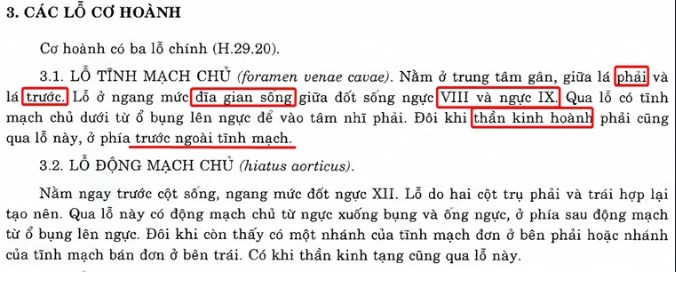 3. CÁC LỖ CƠ HOÀNH
Cơ hoành có ba lỗ chính (H.29.20).
3.1. LỖ TĨNH MẠCH CHỦ (foramen venae cavae). Nằm ở trung tâm gân, giữa lá phải và
lá trước. Lỗ ở ngang mức đĩa gian sống giữa đốt sống ngực VIII và ngực IX. Qua lỗ có tĩnh
mạch chủ dưới từ ổ bụng lên ngực để vào tâm nhĩ phải. Đôi khi thần kinh hoành phải cũng
qua lỗ này, ở phía trước ngoài tĩnh mạch.
3.2. LỖ ĐỘNG MẠCH CHỦ (hiatus aorticus).
Nằm ngay trước cột sống, ngang mức đốt ngực XII. Lỗ do hai cột trụ phải và trái hợp lại
tạo nên. Qua lỗ này có động mạch chủ từ ngực xuống bụng và ống ngực, ở phía sau động mạch
từ ổ bụng lên ngực. Đôi khi còn thấy có một nhánh của tĩnh mạch đơn ở bên phải hoặc nhánh
của tĩnh mạch bán đơn ở bên trái. Có khi thần kinh tạng cũng qua lỗ này.